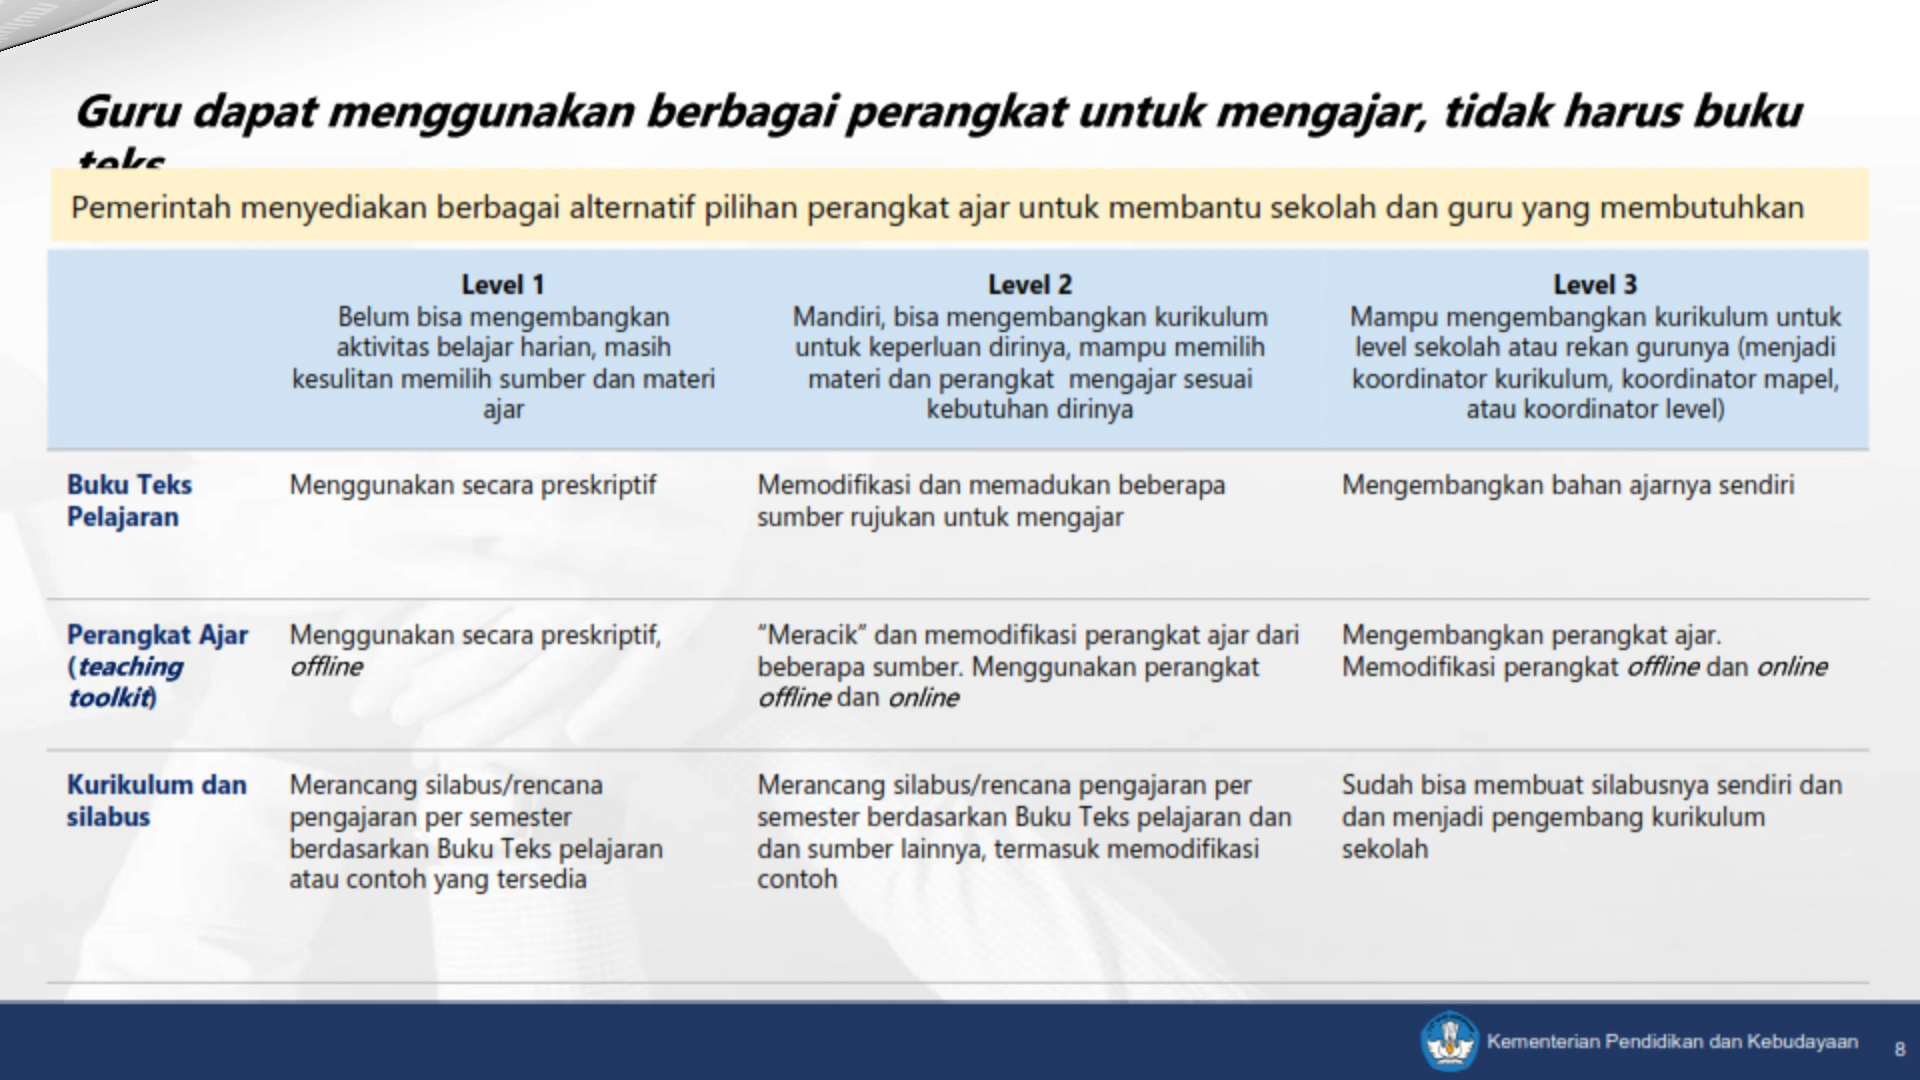 Guru dapat menggunakan berbagai perangkat untuk mengajar, tidak harus buku
teks
Pemerintah menyediakan berbagai alternatif pilihan perangkat ajar untuk membantu sekolah dan guru yang membutuhkan
Level 1
Belum bisa mengembangkan
aktivitas belajar harian, masih
kesulitan memilih sumber dan materi
ajar
Level 2
Mandiri, bisa mengembangkan kurikulum
untuk keperluan dirinya, mampu memilih
materi dan perangkat mengajar sesuai
kebutuhan dirinya
Level 3
Mampu mengembangkan kurikulum untuk
level sekolah atau rekan gurunya (menjadi
koordinator kurikulum, koordinator mapel,
atau koordinator level)
Buku Teks
Pelajaran
Menggunakan secara preskriptif
Memodifikasi dan memadukan beberapa
sumber rujukan untuk mengajar
Mengembangkan bahan ajarnya sendiri
Perangkat Ajar
(teaching
toolkit)
Menggunakan secara preskriptif,
offline
“Meracik” dan memodifikasi perangkat ajar dari
beberapa sumber. Menggunakan perangkat
offline dan online
Mengembangkan perangkat ajar.
Memodifikasi perangkat offline dan online
Kurikulum dan
silabus
Merancang silabus/rencana
pengajaran per semester
berdasarkan Buku Teks pelajaran
atau contoh yang tersedia
Merancang silabus/rencana pengajaran per
semester berdasarkan Buku Teks pelajaran dan
dan sumber lainnya, termasuk memodifikasi
contoh
Sudah bisa membuat silabusnya sendiri dan
dan menjadi pengembang kurikulum
sekolah
Kementerian Pendidikan dan Kebudayaan
8